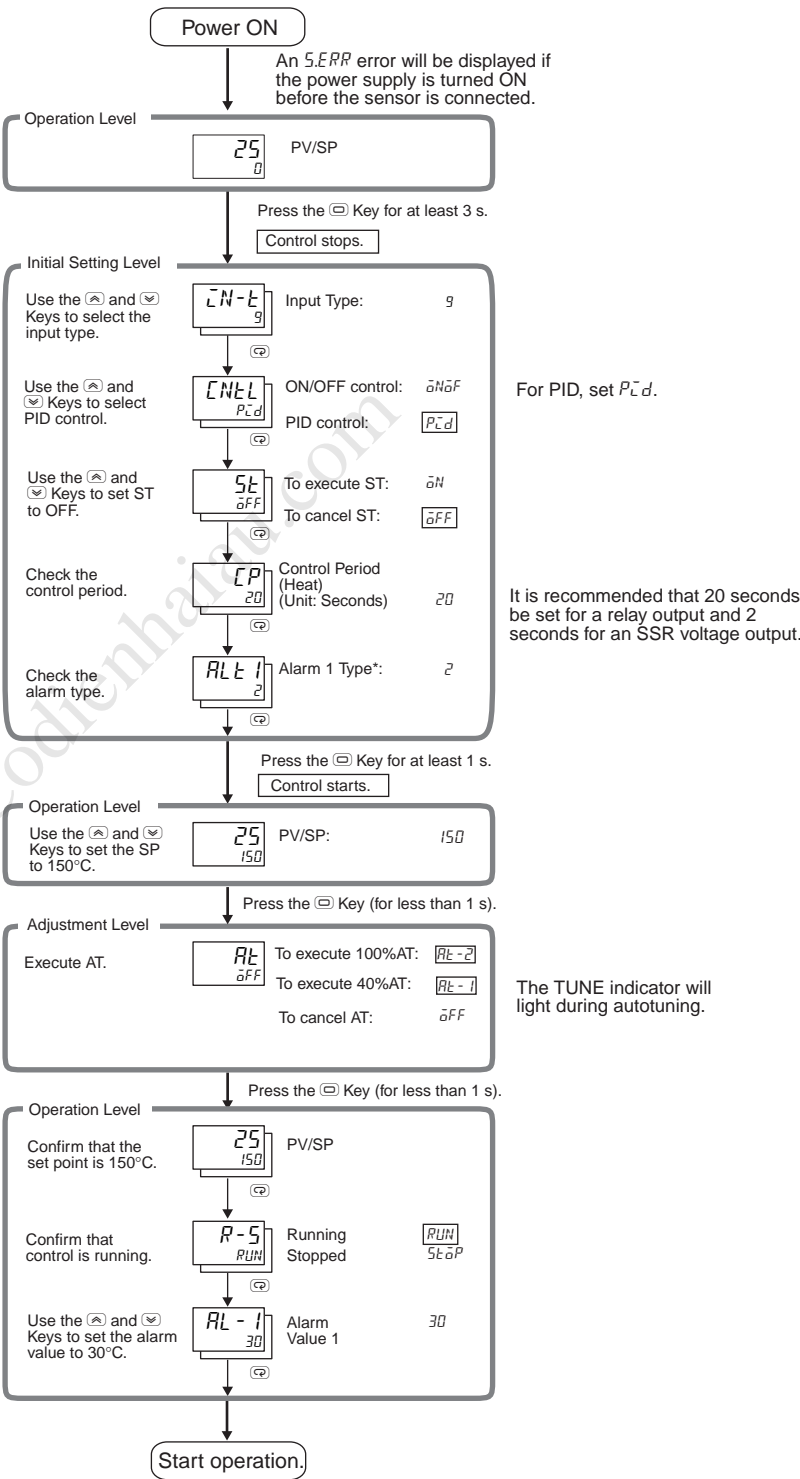 Power ON
An S.ERR error will be displayed if
the power supply is turned ON
before the sensor is connected.
Operation Level
25
0
PV/SP
Press the Key for at least 3 s.
Control stops.
Initial Setting Level
Use the and
Keys to select the
input type.
IN-t
9
Input Type: 9
Use the and
Keys to select
PID control.
CNtL
PId
ON/OFF control: oNoF
PID control: PId
For PID, set PId.
Use the and
Keys to set ST
to OFF.
St
oFF
To execute ST: oN
To cancel ST: oFF
Check the
control period.
CP
20
Control Period
(Heat)
(Unit: Seconds) 20
It is recommended that 20 seconds
be set for a relay output and 2
seconds for an SSR voltage output.
Check the
alarm type.
ALt1
2
Alarm 1 Type*: 2
Press the Key for at least 1 s.
Control starts.
Operation Level
Use the and
Keys to set the SP
to 150°C.
25
150
PV/SP: 150
Press the Key (for less than 1 s).
Adjustment Level
Execute AT.
At
oFF
To execute 100%AT: At-2
To execute 40%AT: At-1
To cancel AT: oFF
The TUNE indicator will
light during autotuning.
Press the Key (for less than 1 s).
Operation Level
Confirm that the
set point is 150°C.
25
150
PV/SP
Confirm that
control is running.
R-S
RUN
Running RUN
Stopped StoP
Use the and
Keys to set the alarm
value to 30°C.
AL-1
30
Alarm
Value 1 30
Start operation.